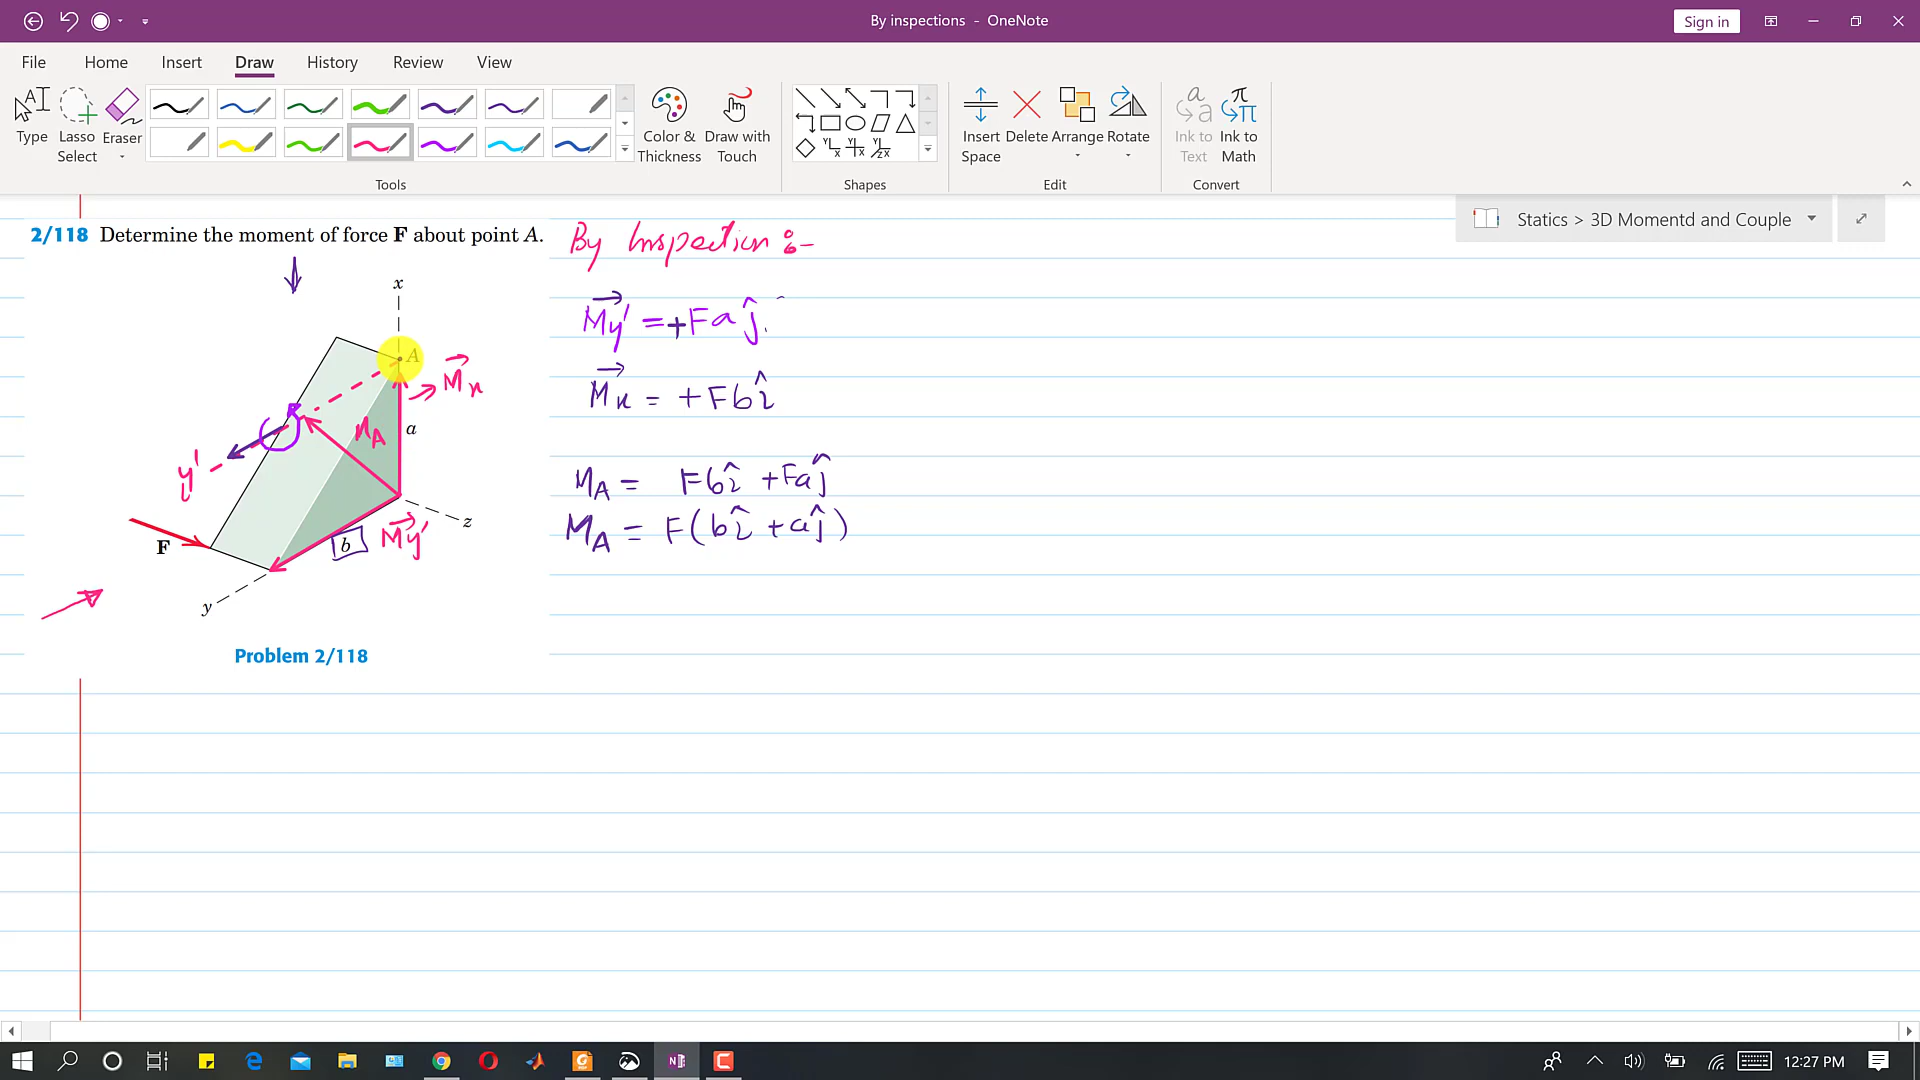 By inspections - OneNote
Sign in
File Home Insert Draw History Review View
Type
Lasso Select
Eraser
Color & Thickness
Draw with Touch
Insert Space
Delete
Arrange
Rotate
Ink to Text
Ink to Math
Tools
Shapes
Edit
Convert
Statics > 3D Momentd and Couple
2/118 Determine the moment of force F about point A.
By Inspection :-
x
A
Mx
a
MA
y'
z
F
b
My'
y
Problem 2/118
My' = +Fa ĵ
Mx = +Fb î
MA = Fb î + Fa ĵ
MA = F(b î + a ĵ)
12:27 PM